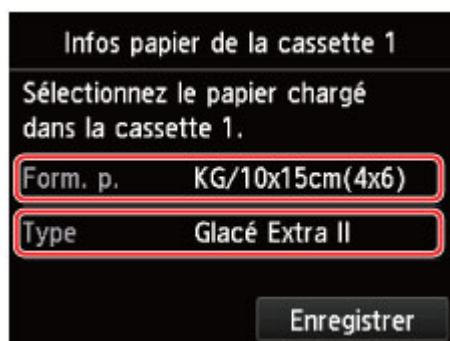 Infos papier de la cassette 1
Sélectionnez le papier chargé
dans la cassette 1.
Form. p. KG/10x15cm(4x6)
Type Glacé Extra II
Enregistrer